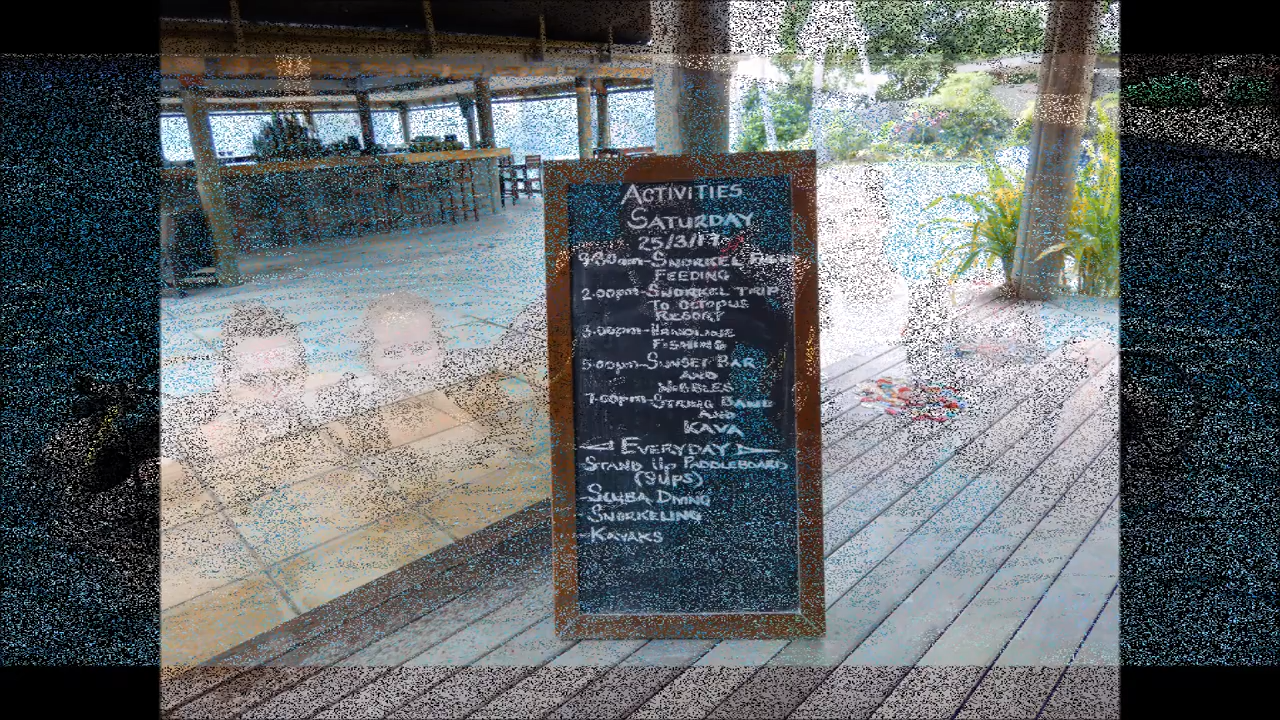 ACTIVITIES
SATURDAY
25/3/17
9:30am-SNORKEL FISH
FEEDING
2:00pm-SNORKEL TRIP
TO OCTOPUS
RESORT
3:00pm-HANDLINE
FISHING
5:00pm-SUNSET BAR
AND
NIBBLES
7:00pm-STRING BAND
AND
KAVA
EVERYDAY
-STAND UP PADDLEBOARD
(SUPS)
-SCUBA DIVING
-SNORKELING
-KAYAKS